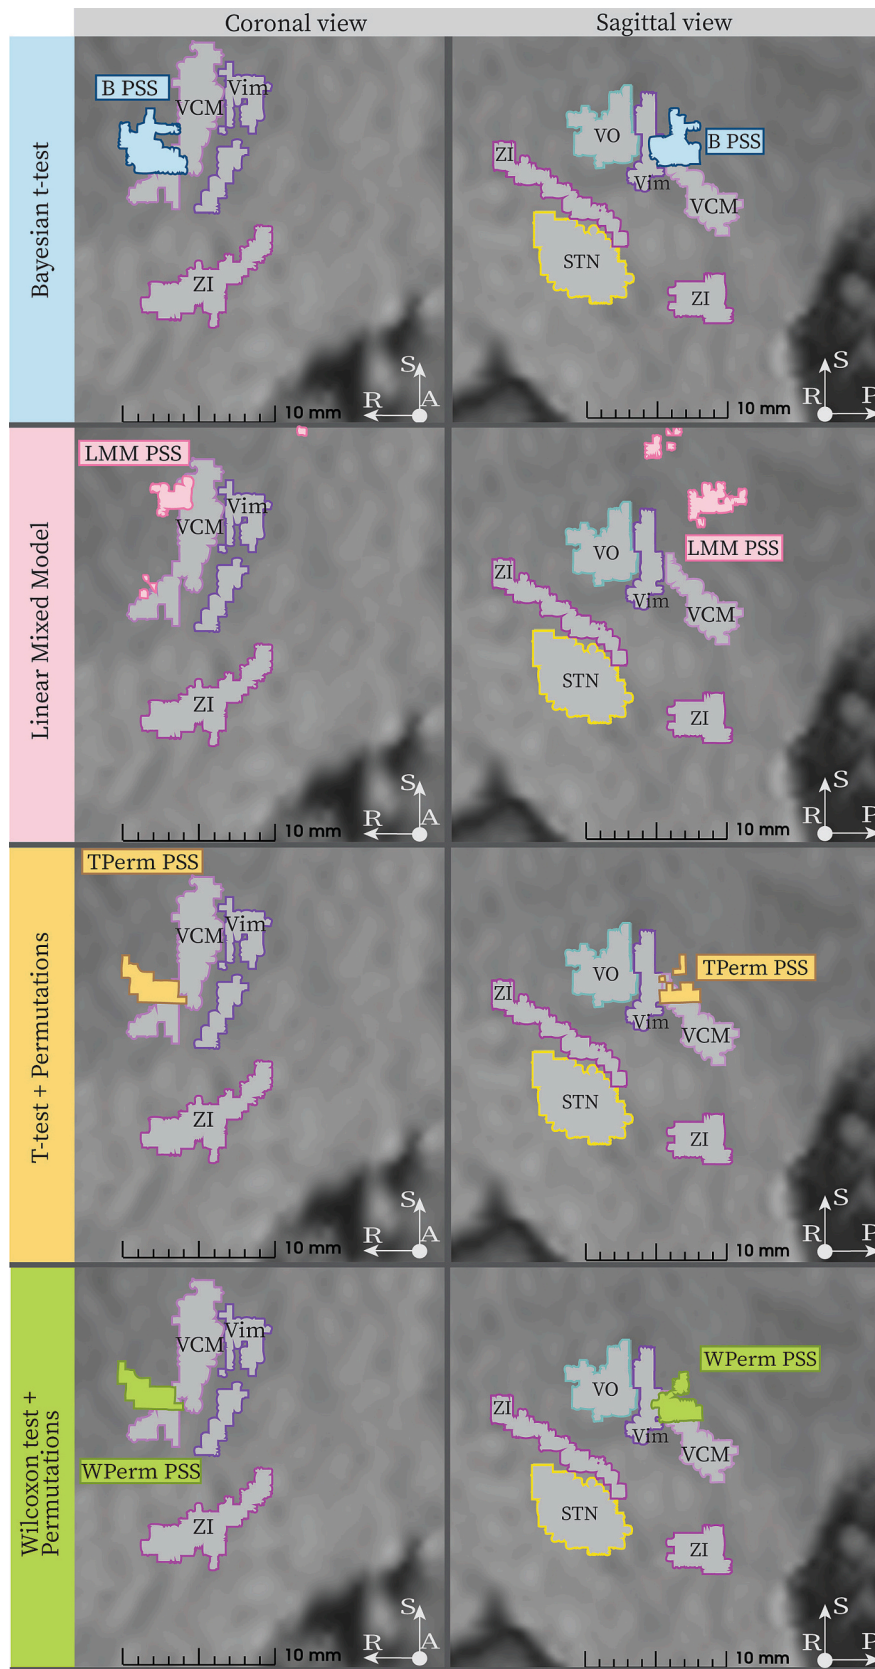 Coronal view
Sagittal view
Bayesian t-test
B PSS
VCM
Vim
ZI
S
R
A
10 mm
ZI
VO
Vim
B PSS
VCM
STN
ZI
S
R
P
10 mm
Linear Mixed Model
LMM PSS
VCM
Vim
ZI
S
R
A
10 mm
ZI
VO
Vim
LMM PSS
VCM
STN
ZI
S
R
P
10 mm
T-test + Permutations
TPerm PSS
VCM
Vim
ZI
S
R
A
10 mm
ZI
VO
Vim
TPerm PSS
VCM
STN
ZI
S
R
P
10 mm
Wilcoxon test +
Permutations
VCM
Vim
WPerm PSS
ZI
S
R
A
10 mm
WPerm PSS
ZI
VO
Vim
VCM
STN
ZI
S
R
P
10 mm